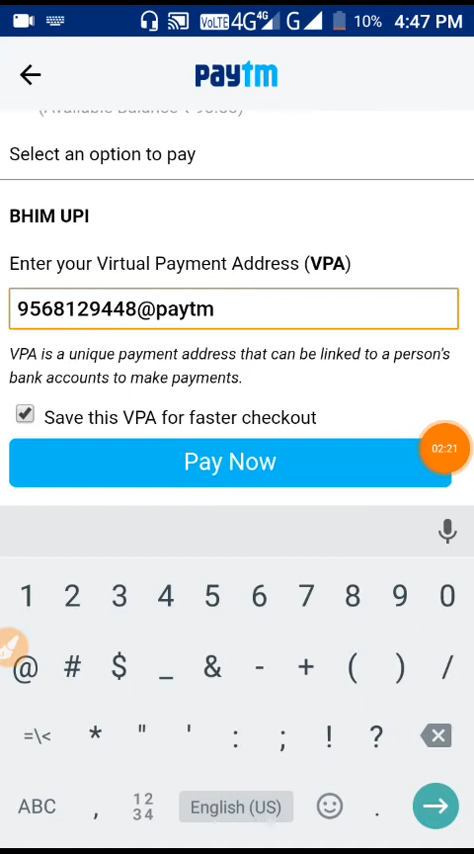 VoLTE 4G 4G G 10% 4:47 PM
paytm
Select an option to pay
BHIM UPI
Enter your Virtual Payment Address (VPA)
9568129448@paytm
VPA is a unique payment address that can be linked to a person's
bank accounts to make payments.
Save this VPA for faster checkout
Pay Now
02:21
1 2 3 4 5 6 7 8 9 0
@ # $ _ & - + ( ) /
=\< * " ' : ; ! ?
ABC , 12 34 English (US) .